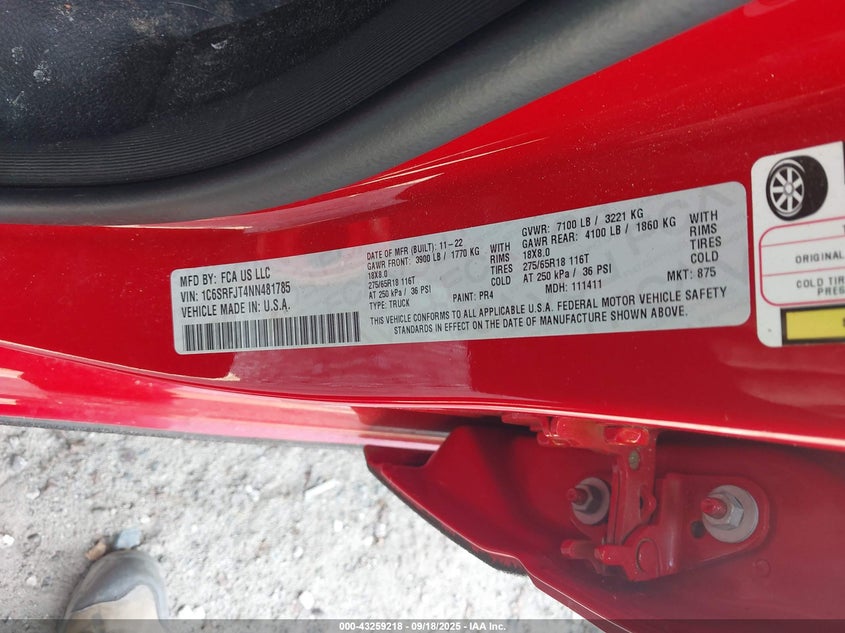 MFD BY: FCA US LLC
VIN: 1C6SRFJT4NN481785
VEHICLE MADE IN: U.S.A.
DATE OF MFR (BUILT): 11-22
GAWR FRONT: 3900 LB / 1770 KG WITH
18X8.0 RIMS
275/65R18 116T TIRES
AT 250 kPa / 36 PSI COLD
TYPE: TRUCK PAINT: PR4
GVWR: 7100 LB / 3221 KG
GAWR REAR: 4100 LB / 1860 KG WITH
18X8.0 RIMS
275/65R18 116T TIRES
AT 250 kPa / 36 PSI COLD
MDH: 111411 MKT: 875
THIS VEHICLE CONFORMS TO ALL APPLICABLE U.S.A. FEDERAL MOTOR VEHICLE SAFETY
STANDARDS IN EFFECT ON THE DATE OF MANUFACTURE SHOWN ABOVE.
ORIGINAL
COLD TI
PRE
000-43259218 - 09/18/2025 - IAA Inc.